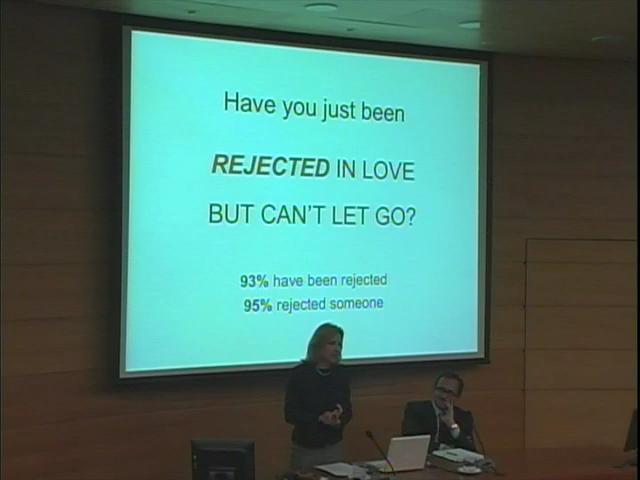 Have you just been
REJECTED IN LOVE
BUT CAN'T LET GO?
93% have been rejected
95% rejected someone